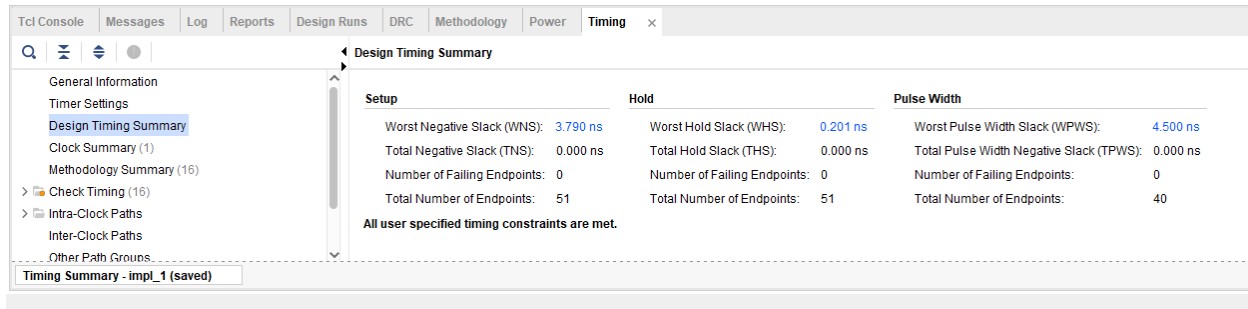 Tcl Console Messages Log Reports Design Runs DRC Methodology Power Timing ×
Design Timing Summary
General Information
Timer Settings
Design Timing Summary
Clock Summary (1)
Methodology Summary (16)
Check Timing (16)
Intra-Clock Paths
Inter-Clock Paths
Other Path Groups
Setup
Worst Negative Slack (WNS): 3.790 ns
Total Negative Slack (TNS): 0.000 ns
Number of Failing Endpoints: 0
Total Number of Endpoints: 51
Hold
Worst Hold Slack (WHS): 0.201 ns
Total Hold Slack (THS): 0.000 ns
Number of Failing Endpoints: 0
Total Number of Endpoints: 51
Pulse Width
Worst Pulse Width Slack (WPWS): 4.500 ns
Total Pulse Width Negative Slack (TPWS): 0.000 ns
Number of Failing Endpoints: 0
Total Number of Endpoints: 40
All user specified timing constraints are met.
Timing Summary - impl_1 (saved)